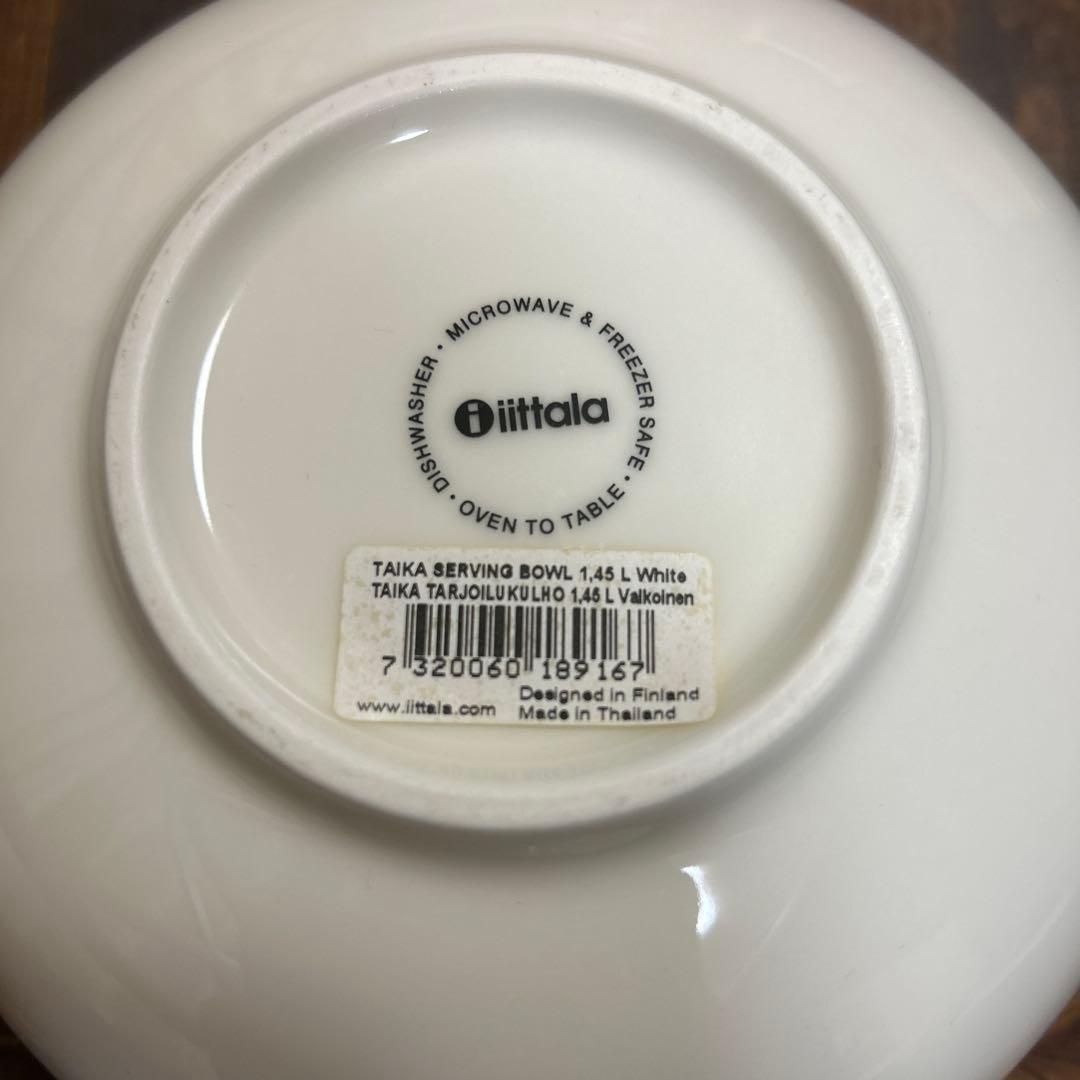 • MICROWAVE & FREEZER SAFE •
OVEN TO TABLE • DISHWASHER
iittala
TAIKA SERVING BOWL 1,45 L White
TAIKA TARJOILUKULHO 1,45 L Valkoinen
7 320060 189167
Designed in Finland
www.iittala.com Made in Thailand